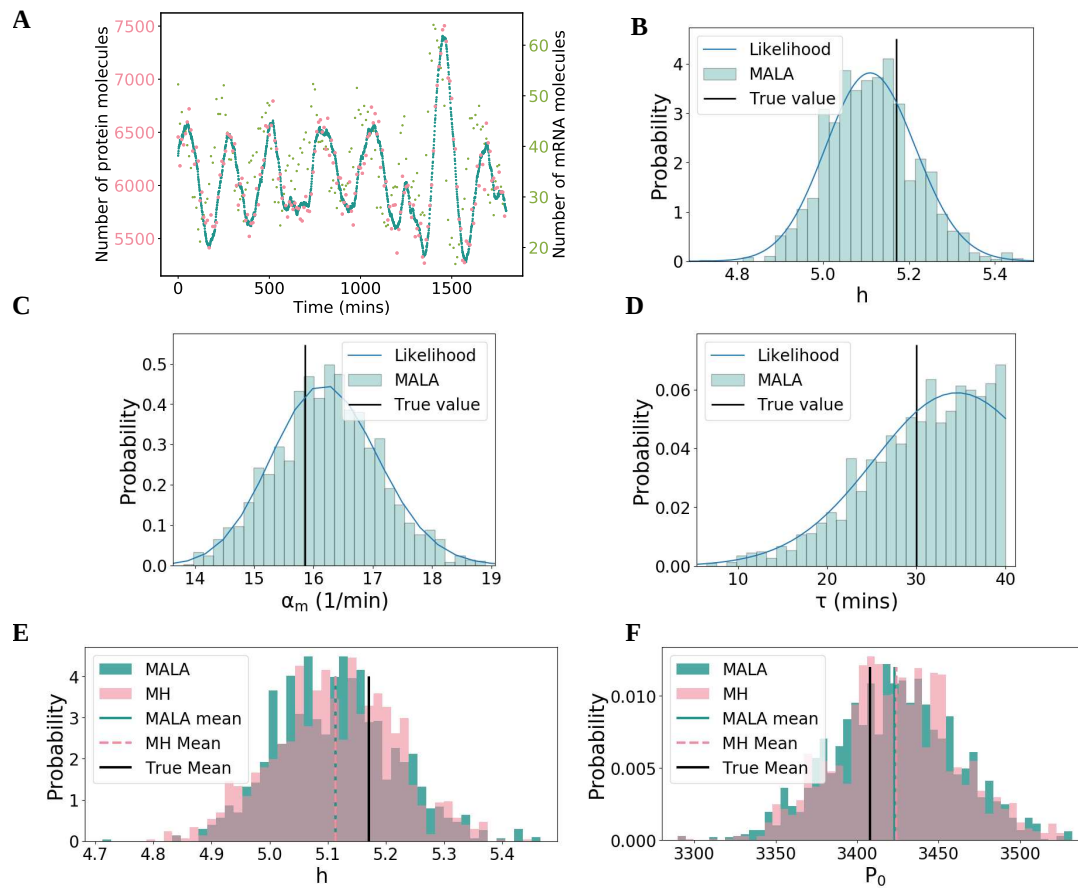 A
Number of protein molecules
7500
7000
6500
6000
5500
60
50
40
30
20
Number of mRNA molecules
0 500 1000 1500
Time (mins)
B
Probability
4
3
2
1
0
Likelihood
MALA
True value
4.8 5.0 5.2 5.4
h
C
Probability
0.5
0.4
0.3
0.2
0.1
0.0
Likelihood
MALA
True value
14 15 16 17 18 19
αm (1/min)
D
Probability
0.06
0.04
0.02
0.00
Likelihood
MALA
True value
10 20 30 40
τ (mins)
E
Probability
4
3
2
1
0
MALA
MH
MALA mean
MH Mean
True Mean
4.7 4.8 4.9 5.0 5.1 5.2 5.3 5.4
h
F
Probability
0.010
0.005
0.000
MALA
MH
MALA mean
MH Mean
True Mean
3300 3350 3400 3450 3500
P0